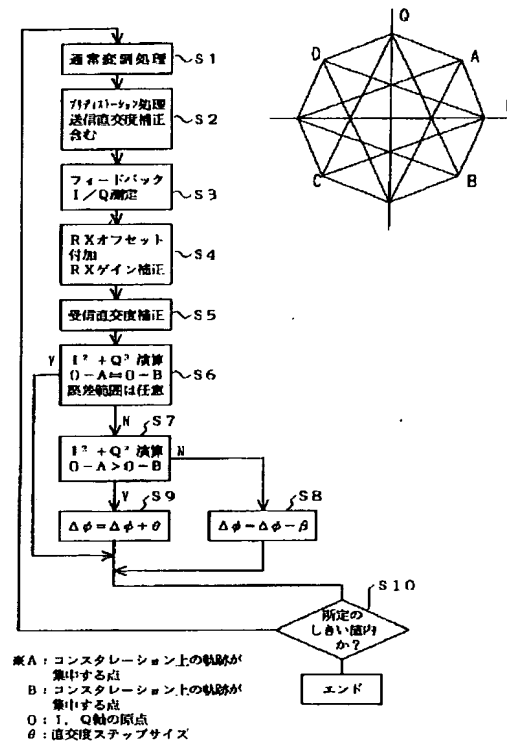 通常変調処理
S1
プリディストーション処理
送信直交度補正
含む
S2
フィードバック
I/Q測定
S3
RXオフセット
付加
RXゲイン補正
S4
受信直交度補正
S5
I² + Q² 演算
0-A=0-B
誤差範囲は任意
S6
Y
N
S7
I² + Q² 演算
0-A>0-B
N
Y
S9
S8
Δφ=Δφ+θ
Δφ-Δφ-β
S10
所定の
しきい値内
か?
エンド
Q
D
A
I
C
B
※A:コンスタレーション上の軌跡が
集中する点
B:コンスタレーション上の軌跡が
集中する点
O:I, Q軸の原点
θ:直交度ステップサイズ